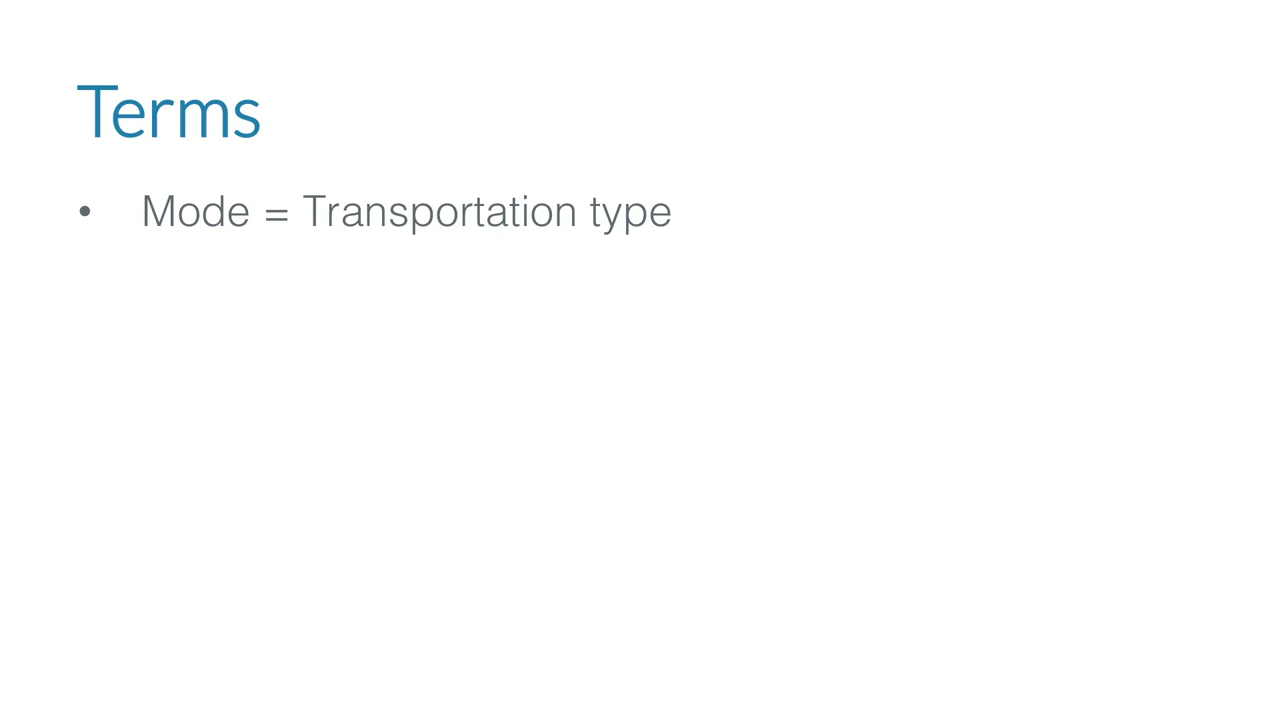 Terms
• Mode = Transportation type